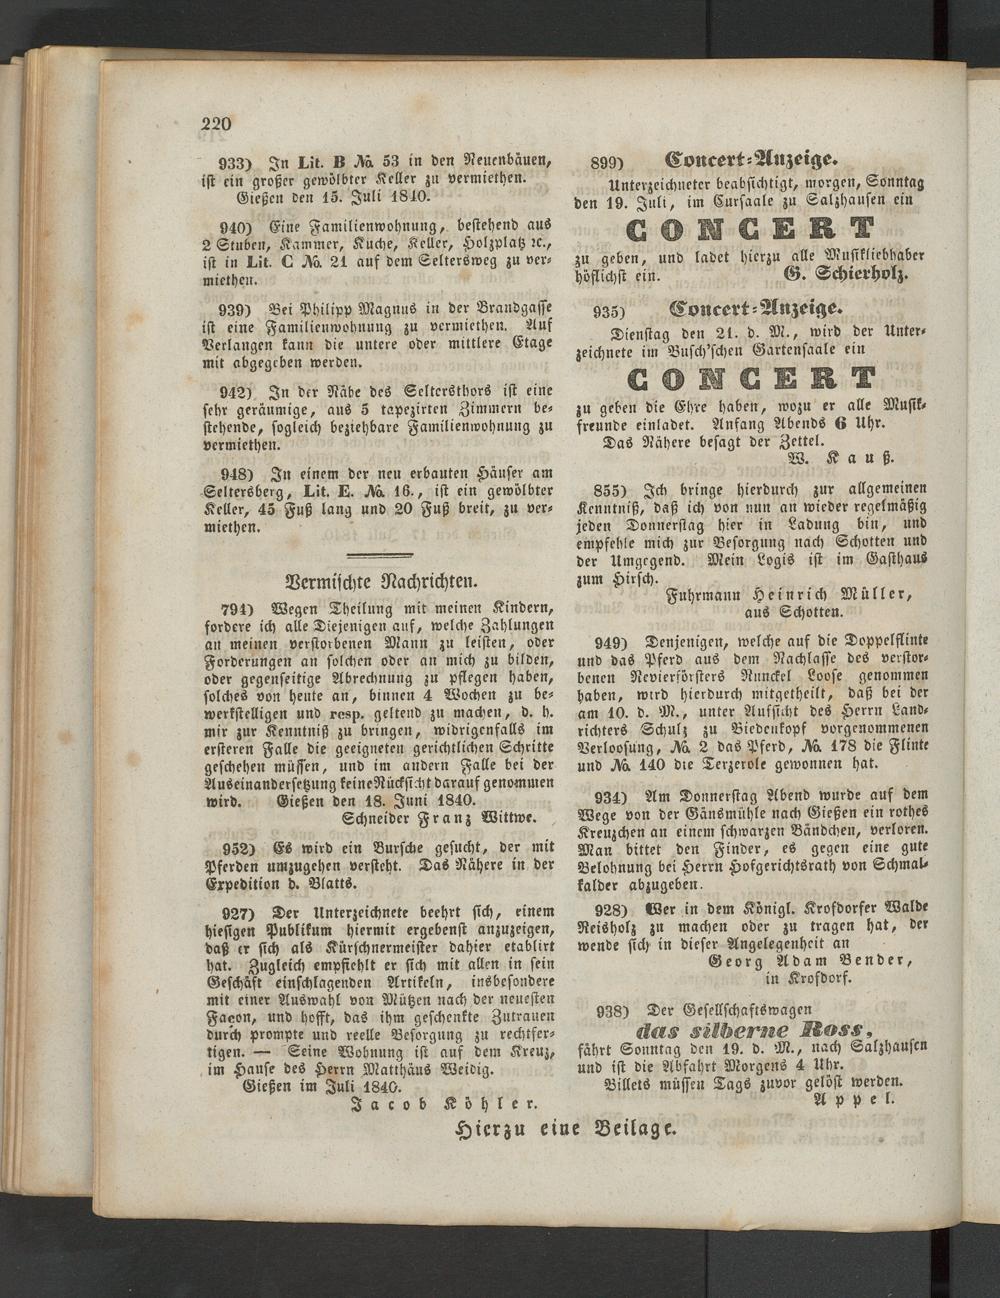 220
933) In Lit. B No. 53 in den Neuenbäuen,
ist ein großer gewölbter Keller zu vermiethen.
Gießen den 15. Juli 1840.
940) Eine Familienwohnung, bestehend aus
2 Stuben, Kammer, Küche, Keller, Holzplatz ꝛc.,
ist in Lit. C No. 21 auf dem Seltersweg zu ver-
miethen.
939) Bei Philipp Magnus in der Brandgasse
ist eine Familienwohnung zu vermiethen. Auf
Verlangen kann die untere oder mittlere Etage
mit abgegeben werden.
942) In der Nähe des Seltersthors ist eine
sehr geräumige, aus 5 tapezirten Zimmern be-
stehende, sogleich beziehbare Familienwohnung zu
vermiethen.
948) In einem der neu erbauten Häuser am
Seltersberg, Lit. E. No. 16., ist ein gewölbter
Keller, 45 Fuß lang und 20 Fuß breit, zu ver-
miethen.
Vermischte Nachrichten.
794) Wegen Theilung mit meinen Kindern,
fordere ich alle Diejenigen auf, welche Zahlungen
an meinen verstorbenen Mann zu leisten, oder
Forderungen an solchen oder an mich zu bilden,
oder gegenseitige Abrechnung zu pflegen haben,
solches von heute an, binnen 4 Wochen zu be-
werkstelligen und resp. geltend zu machen, d. h.
mir zur Kenntniß zu bringen, widrigenfalls im
ersteren Falle die geeigneten gerichtlichen Schritte
geschehen müssen, und im andern Falle bei der
Auseinandersetzung keine Rücksicht darauf genommen
wird. Gießen den 18. Juni 1840.
Schneider Franz Wittwe.
952) Es wird ein Bursche gesucht, der mit
Pferden umzugehen versteht. Das Nähere in der
Expedition d. Blatts.
927) Der Unterzeichnete beehrt sich, einem
hiesigen Publikum hiermit ergebenst anzuzeigen,
daß er sich als Kürschnermeister dahier etablirt
hat. Zugleich empfiehlt er sich mit allen in sein
Geschäft einschlagenden Artikeln, insbesondere
mit einer Auswahl von Mützen nach der neuesten
Façon, und hofft, das ihm geschenkte Zutrauen
durch prompte und reelle Besorgung zu rechtfer-
tigen. — Seine Wohnung ist auf dem Kreuz,
im Hause des Herrn Matthäus Weidig.
Gießen im Juli 1840.
Jacob Köhler.
899) Concert-Anzeige.
Unterzeichneter beabsichtigt, morgen, Sonntag
den 19. Juli, im Cursaale zu Salzhausen ein
CONCERT
zu geben, und ladet hierzu alle Musikliebhaber
höflichst ein. G. Schierholz.
935) Concert-Anzeige.
Dienstag den 21. d. M., wird der Unter-
zeichnete im Busch'schen Gartensaale ein
CONCERT
zu geben die Ehre haben, wozu er alle Musik-
freunde einladet. Anfang Abends 6 Uhr.
Das Nähere besagt der Zettel.
W. Kauß.
855) Ich bringe hierdurch zur allgemeinen
Kenntniß, daß ich von nun an wieder regelmäßig
jeden Donnerstag hier in Ladung bin, und
empfehle mich zur Besorgung nach Schotten und
der Umgegend. Mein Logis ist im Gasthaus
zum Hirsch.
Fuhrmann Heinrich Müller,
aus Schotten.
949) Denjenigen, welche auf die Doppelflinte
und das Pferd aus dem Nachlasse des verstor-
benen Revierförsters Runckel Loose genommen
haben, wird hierdurch mitgetheilt, daß bei der
am 10. d. M., unter Aufsicht des Herrn Land-
richters Schulz zu Biedenkopf vorgenommenen
Verloosung, No. 2 das Pferd, No. 178 die Flinte
und No. 140 die Terzerole gewonnen hat.
934) Am Donnerstag Abend wurde auf dem
Wege von der Gänsmühle nach Gießen ein rothes
Kreuzchen an einem schwarzen Bändchen, verloren.
Man bittet den Finder, es gegen eine gute
Belohnung bei Herrn Hofgerichtsrath von Schmal-
kalder abzugeben.
928) Wer in dem Königl. Krofdorfer Walde
Reisholz zu machen oder zu tragen hat, der
wende sich in dieser Angelegenheit an
Georg Adam Bender,
in Krofdorf.
938) Der Gesellschaftswagen
das silberne Ross,
fährt Sonntag den 19. d. M., nach Salzhausen
und ist die Abfahrt Morgens 4 Uhr.
Billets müssen Tags zuvor gelöst werden.
Appel.
Hierzu eine Beilage.